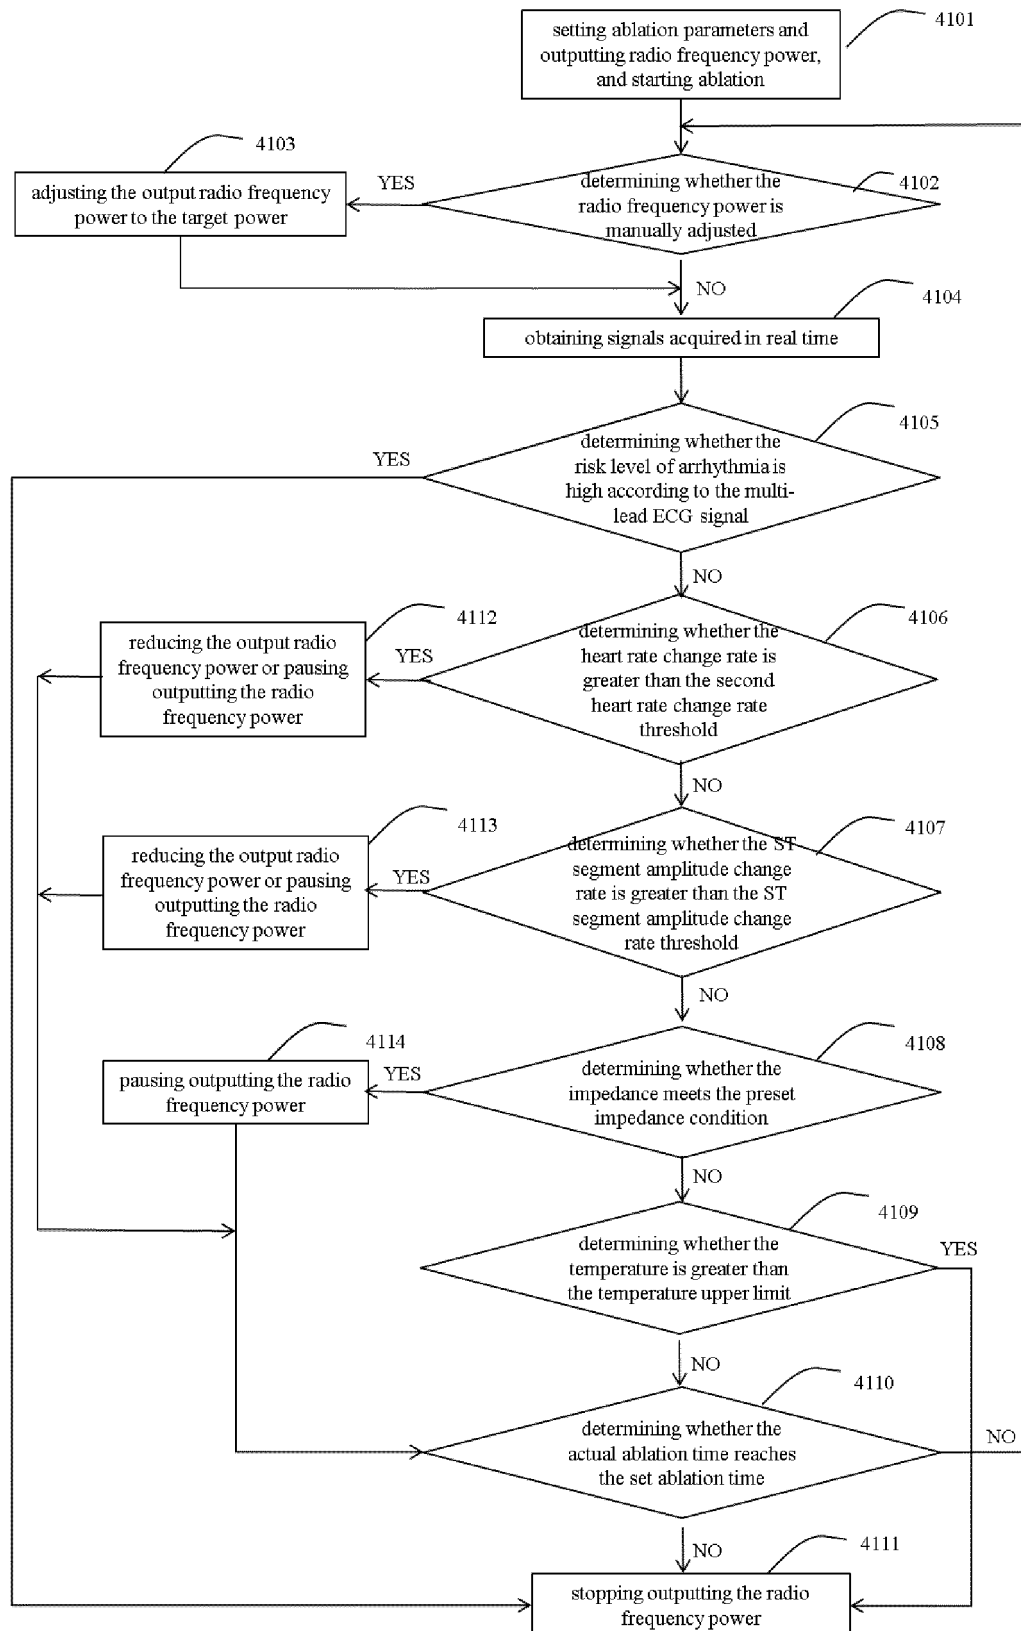 setting ablation parameters and
outputting radio frequency power,
and starting ablation
4101
4103
adjusting the output radio frequency
power to the target power
YES
determining whether the
radio frequency power is
manually adjusted
4102
NO
4104
obtaining signals acquired in real time
4105
YES
determining whether the
risk level of arrhythmia is
high according to the multi-
lead ECG signal
NO
4112
reducing the output radio
frequency power or pausing
outputting the radio
frequency power
YES
4106
determining whether the
heart rate change rate is
greater than the second
heart rate change rate
threshold
NO
4113
reducing the output radio
frequency power or pausing
outputting the radio
frequency power
YES
4107
determining whether the ST
segment amplitude change
rate is greater than the ST
segment amplitude change
rate threshold
NO
4114
pausing outputting the radio
frequency power
YES
4108
determining whether the
impedance meets the preset
impedance condition
NO
4109
determining whether the
temperature is greater than
the temperature upper limit
YES
NO
4110
determining whether the
actual ablation time reaches
the set ablation time
NO
NO
4111
stopping outputting the radio
frequency power